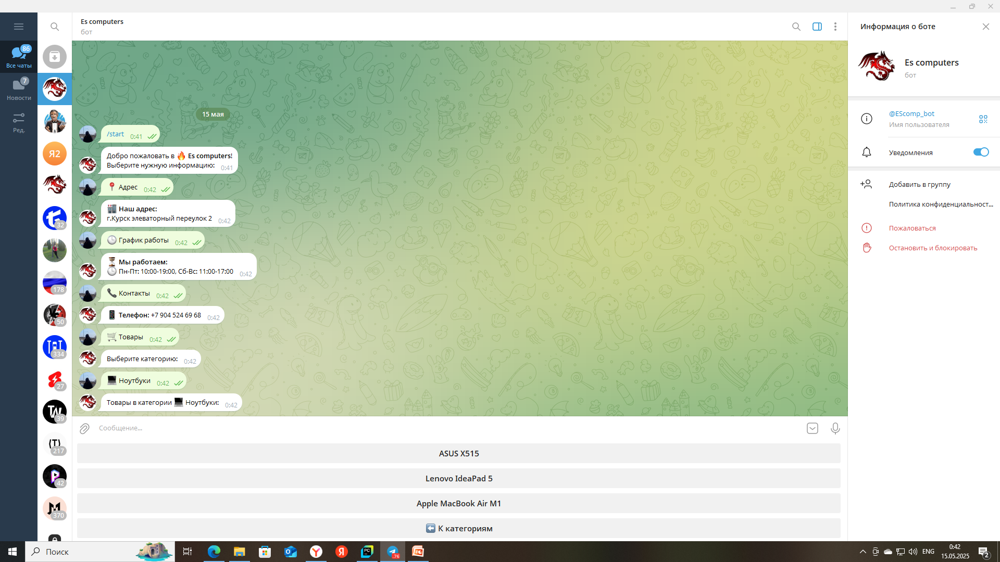 Es computers
бот
Информация о боте
86
Все чаты
7
Новости
Ред.
Я2
32
178
50
334
27
TW
39
(T)
217
42
370
15 мая
/start 0:41
Добро пожаловать в 🔥 Es computers!
Выберите нужную информацию: 0:41
📍 Адрес 0:42
🏢 Наш адрес:
г.Курск элеваторный переулок 2 0:42
🕒 График работы 0:42
⏳ Мы работаем:
🕒 Пн-Пт: 10:00-19:00, Сб-Вс: 11:00-17:00 0:42
📞 Контакты 0:42
📱 Телефон: +7 904 524 69 68 0:42
🛒 Товары 0:42
Выберите категорию: 0:42
💻 Ноутбуки 0:42
Товары в категории 💻 Ноутбуки: 0:42
Сообщение...
ASUS X515
Lenovo IdeaPad 5
Apple MacBook Air M1
⬅ К категориям
Es computers
бот
@EScomp_bot
Имя пользователя
Уведомления
Добавить в группу
Политика конфиденциальност...
Пожаловаться
Остановить и блокировать
Поиск
Я
PC
.76
ENG
0:42
15.05.2025
2